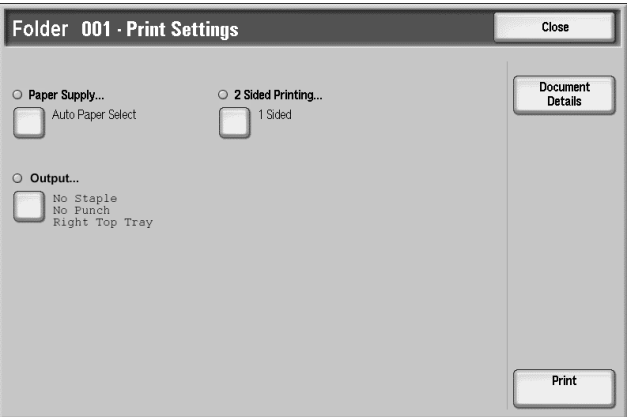 Folder 001 · Print Settings
Close
Paper Supply...
Auto Paper Select
2 Sided Printing...
1 Sided
Document
Details
Output...
No Staple
No Punch
Right Top Tray
Print